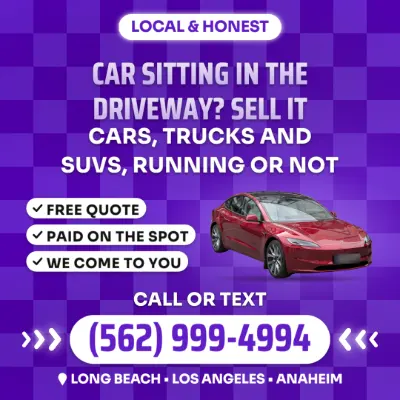 LOCAL & HONEST
CAR SITTING IN THE
DRIVEWAY? SELL IT
CARS, TRUCKS AND
SUVS, RUNNING OR NOT
FREE QUOTE
PAID ON THE SPOT
WE COME TO YOU
CALL OR TEXT
(562) 999-4994
LONG BEACH • LOS ANGELES • ANAHEIM